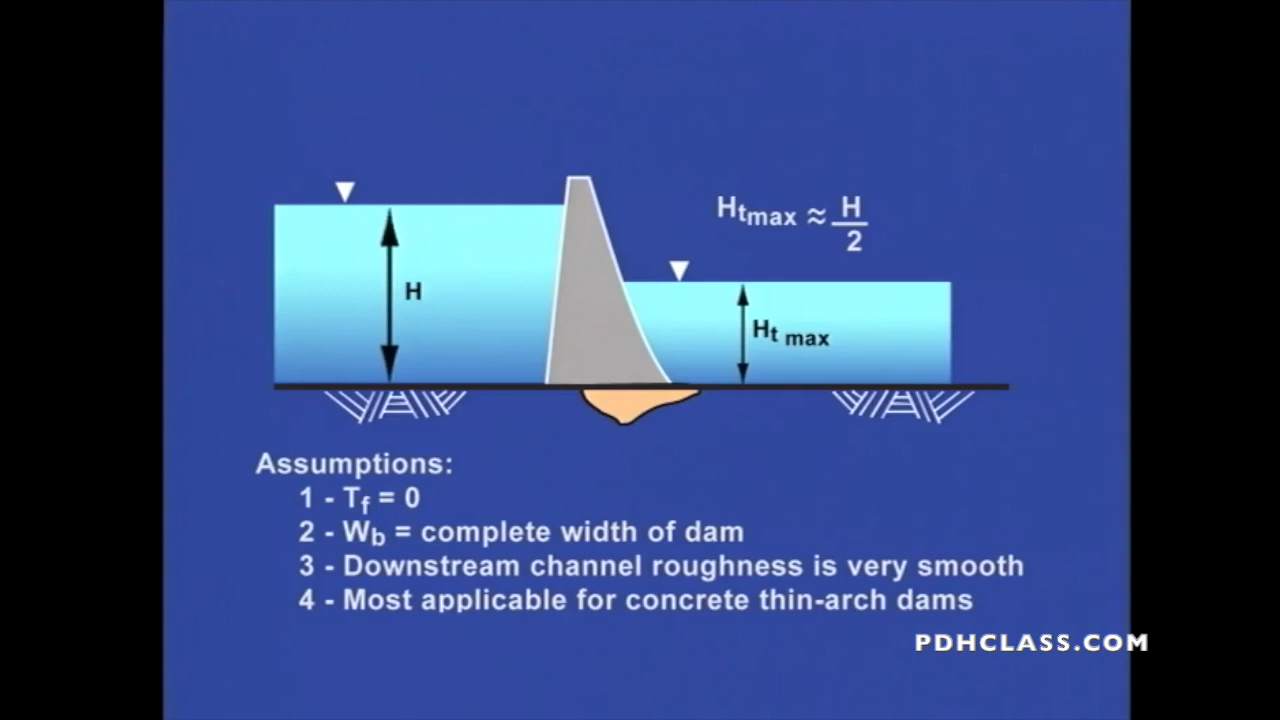 Htmax ≈ H/2
H
Ht max
Assumptions:
1 - Tf = 0
2 - Wb = complete width of dam
3 - Downstream channel roughness is very smooth
4 - Most applicable for concrete thin-arch dams
PDHCLASS.COM